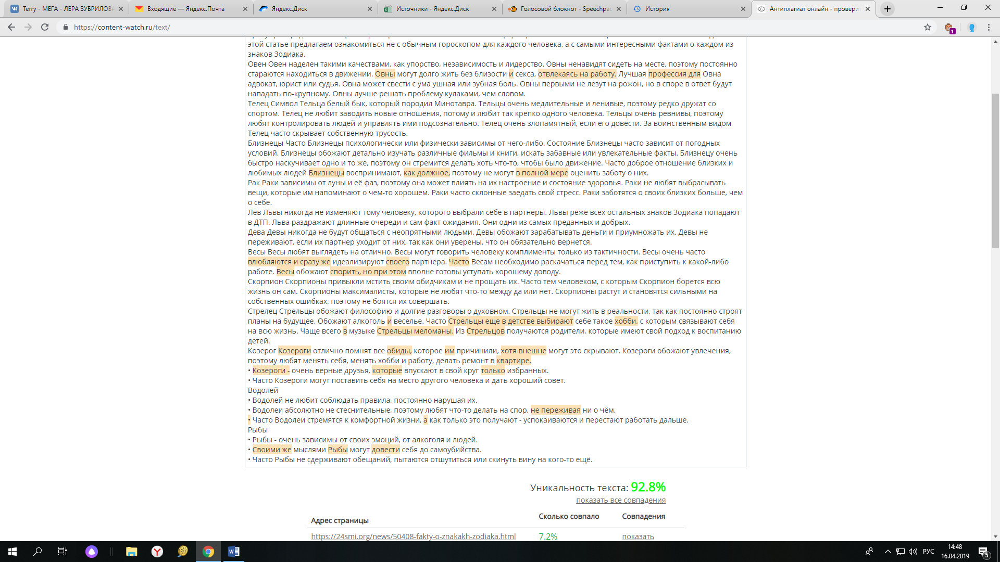 Terry - МЕГА - ЛЕРА ЗУБРИЛОВА
Входящие — Яндекс.Почта
Яндекс.Диск
Источники - Яндекс.Диск
Голосовой блокнот - Speechpad
История
Антиплагиат онлайн - проверит
https://content-watch.ru/text/
1
этой статье предлагаем ознакомиться не с обычным гороскопом для каждого человека, а с самыми интересными фактами о каждом из
знаков Зодиака.
Овен Овен наделен такими качествами, как упорство, независимость и лидерство. Овны ненавидят сидеть на месте, поэтому постоянно
стараются находиться в движении. Овны могут долго жить без близости и секса, отвлекаясь на работу. Лучшая профессия для Овна
адвокат, юрист или судья. Овна может свести с ума ушная или зубная боль. Овны первыми не лезут на рожон, но в споре в ответ будут
нападать по-крупному. Овны лучше решать проблему кулаками, чем словом.
Телец Символ Тельца белый бык, который породил Минотавра. Тельцы очень медлительные и ленивые, поэтому редко дружат со
спортом. Телец не любит заводить новые отношения, потому и любит так крепко одного человека. Тельцы очень ревнивы, поэтому
любят контролировать людей и управлять ими подсознательно. Телец очень злопамятный, если его довести. За воинственным видом
Телец часто скрывает собственную трусость.
Близнецы Часто Близнецы психологически или физически зависимы от чего-либо. Состояние Близнецы часто зависит от погодных
условий. Близнецы обожают детально изучать различные фильмы и книги, искать забавные или увлекательные факты. Близнецу очень
быстро наскучивает одно и то же, поэтому он стремится делать хоть что-то, чтобы было движение. Часто доброе отношение близких и
любимых людей Близнецы воспринимают, как должное, поэтому не могут в полной мере оценить заботу о них.
Рак Раки зависимы от луны и её фаз, поэтому она может влиять на их настроение и состояние здоровья. Раки не любят выбрасывать
вещи, которые им напоминают о чем-то хорошем. Раки часто склонные заедать свой стресс. Раки заботятся о своих близких больше, чем
о себе.
Лев Львы никогда не изменяют тому человеку, которого выбрали себе в партнёры. Львы реже всех остальных знаков Зодиака попадают
в ДТП. Льва раздражают длинные очереди и сам факт ожидания. Они одни из самых преданных и добрых.
Дева Девы никогда не будут общаться с неопрятными людьми. Девы обожают зарабатывать деньги и приумножать их. Девы не
переживают, если их партнер уходит от них, так как они уверены, что он обязательно вернется.
Весы Весы любят выглядеть на отлично. Весы могут говорить человеку комплименты только из тактичности. Весы очень часто
влюбляются и сразу же идеализируют своего партнера. Часто Весам необходимо раскачаться перед тем, как приступить к какой-либо
работе. Весы обожают спорить, но при этом вполне готовы уступать хорошему доводу.
Скорпион Скорпионы привыкли мстить своим обидчикам и не прощать их. Часто тем человеком, с которым Скорпион борется всю
жизнь он сам. Скорпионы максималисты, которые не любят что-то между да или нет. Скорпионы растут и становятся сильными на
собственных ошибках, поэтому не боятся их совершать.
Стрелец Стрельцы обожают философию и долгие разговоры о духовном. Стрельцы не могут жить в реальности, так как постоянно строят
планы на будущее. Обожают алкоголь и веселье. Часто Стрельцы еще в детстве выбирают себе такое хобби, с которым связывают себя
на всю жизнь. Чаще всего в музыке Стрельцы меломаны. Из Стрельцов получаются родители, которые имеют свой подход к воспитанию
детей.
Козерог Козероги отлично помнят все обиды, которое им причинили, хотя внешне могут это скрывают. Козероги обожают увлечения,
поэтому любят менять себя, менять хобби и работу, делать ремонт в квартире.
• Козероги - очень верные друзья, которые впускают в свой круг только избранных.
• Часто Козероги могут поставить себя на место другого человека и дать хороший совет.
Водолей
• Водолей не любит соблюдать правила, постоянно нарушая их.
• Водолеи абсолютно не стеснительные, поэтому любят что-то делать на спор, не переживая ни о чём.
• Часто Водолеи стремятся к комфортной жизни, а как только это получают - успокаиваются и перестают работать дальше.
Рыбы
• Рыбы - очень зависимы от своих эмоций, от алкоголя и людей.
• Своими же мыслями Рыбы могут довести себя до самоубийства.
• Часто Рыбы не сдерживают обещаний, пытаются отшутиться или скинуть вину на кого-то ещё.
Уникальность текста: 92.8%
показать все совпадения
Адрес страницы Сколько совпало Совпадения
https://24smi.org/news/50408-fakty-o-znakakh-zodiaka.html 7.2% показать
РУС
14:48
16.04.2019
5